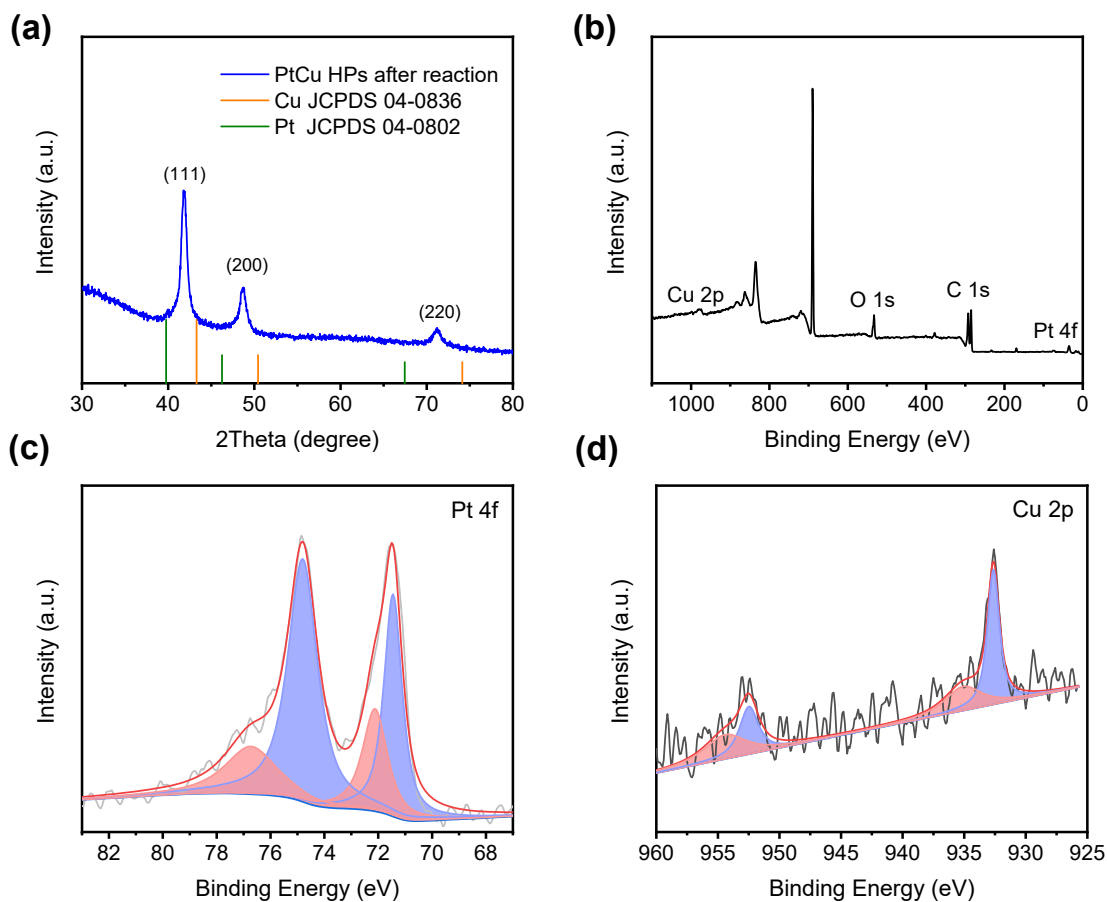 (a)
PtCu HPs after reaction
Cu JCPDS 04-0836
Pt JCPDS 04-0802
(111)
(200)
(220)
Intensity (a.u.)
30 40 50 60 70 80
2Theta (degree)
(b)
Cu 2p
O 1s
C 1s
Pt 4f
Intensity (a.u.)
1000 800 600 400 200 0
Binding Energy (eV)
(c)
Pt 4f
Intensity (a.u.)
82 80 78 76 74 72 70 68
Binding Energy (eV)
(d)
Cu 2p
Intensity (a.u.)
960 955 950 945 940 935 930 925
Binding Energy (eV)